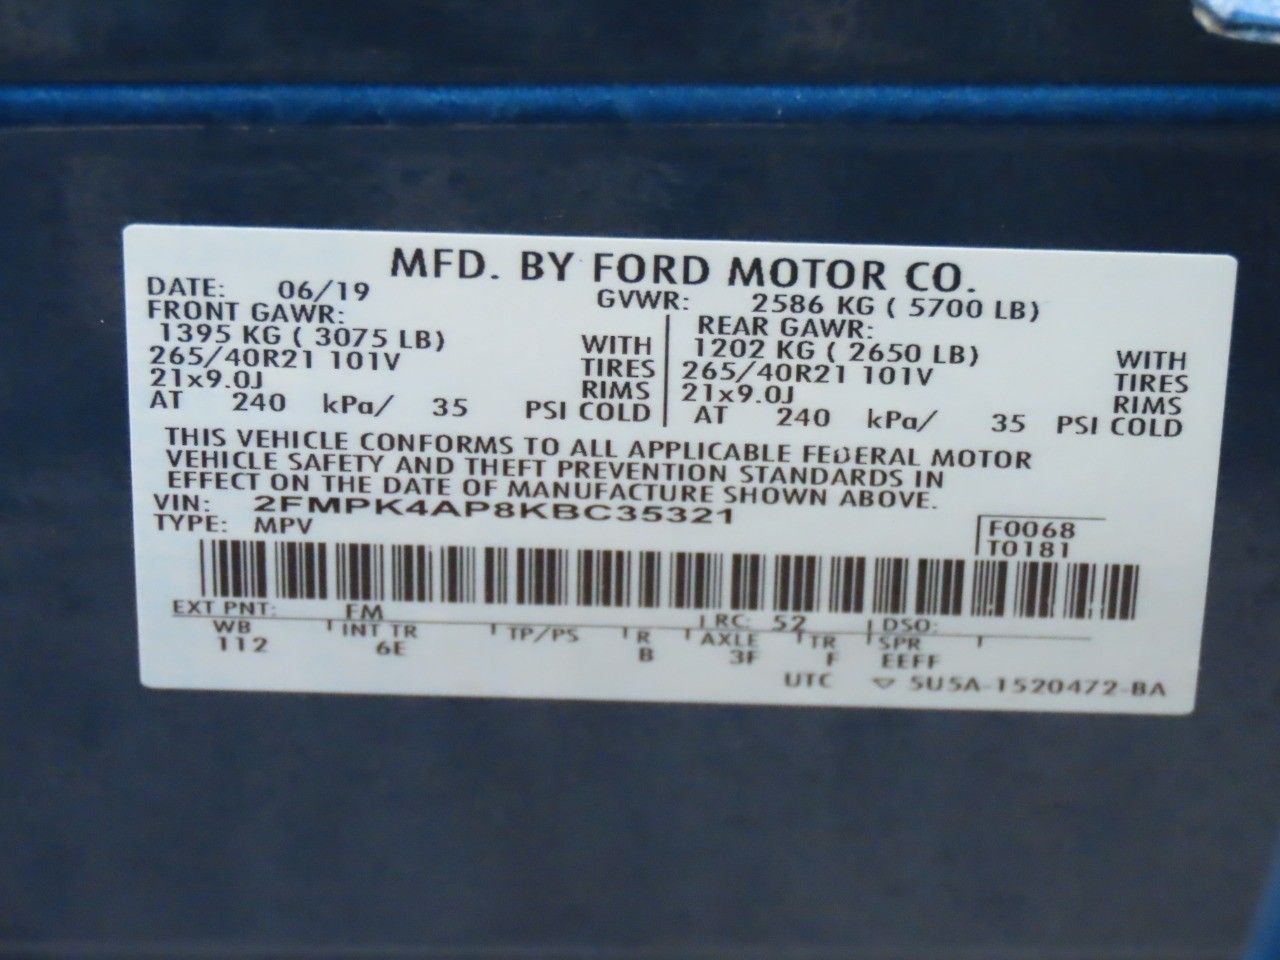 MFD. BY FORD MOTOR CO.
DATE: 06/19 GVWR: 2586 KG ( 5700 LB)
FRONT GAWR: REAR GAWR:
1395 KG ( 3075 LB) WITH 1202 KG ( 2650 LB) WITH
265/40R21 101V TIRES 265/40R21 101V TIRES
21x9.0J RIMS 21x9.0J RIMS
AT 240 kPa/ 35 PSI COLD AT 240 kPa/ 35 PSI COLD
THIS VEHICLE CONFORMS TO ALL APPLICABLE FEDERAL MOTOR
VEHICLE SAFETY AND THEFT PREVENTION STANDARDS IN
EFFECT ON THE DATE OF MANUFACTURE SHOWN ABOVE.
VIN: 2FMPK4AP8KBC35321
TYPE: MPV F0068
T0181
EXT PNT: FM RC: 52 DSO:
WB INT TR TP/PS R AXLE TR SPR
112 6E B 3F F EEFF
UTC ▽ 5U5A-1520472-BA